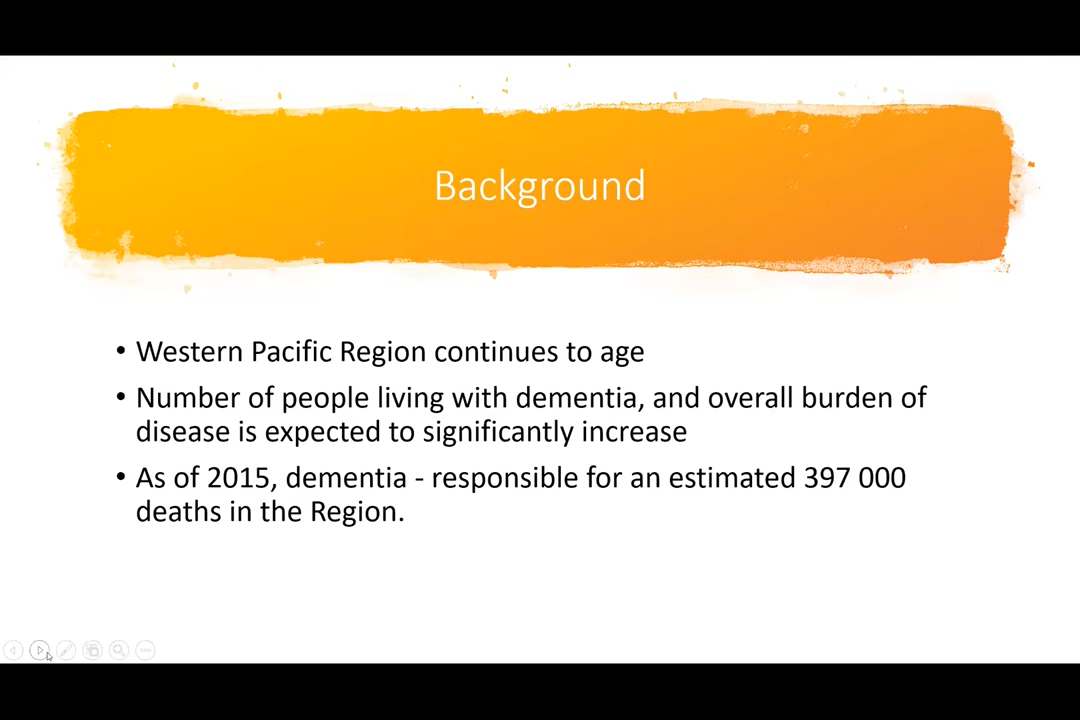 Background
• Western Pacific Region continues to age
• Number of people living with dementia, and overall burden of
disease is expected to significantly increase
• As of 2015, dementia - responsible for an estimated 397 000
deaths in the Region.